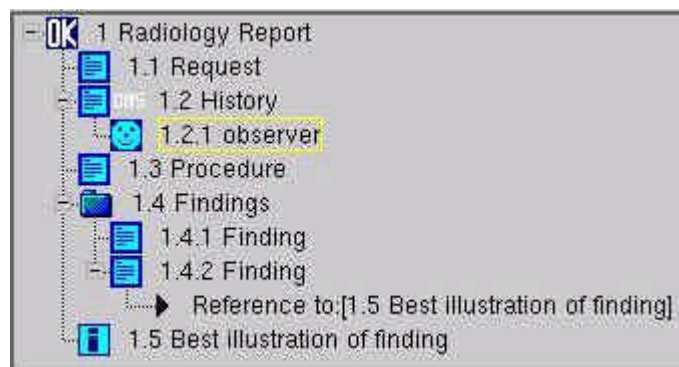 OK 1 Radiology Report
1.1 Request
1.2 History
1.2.1 observer
1.3 Procedure
1.4 Findings
1.4.1 Finding
1.4.2 Finding
Reference to:[1.5 Best illustration of finding]
1.5 Best illustration of finding